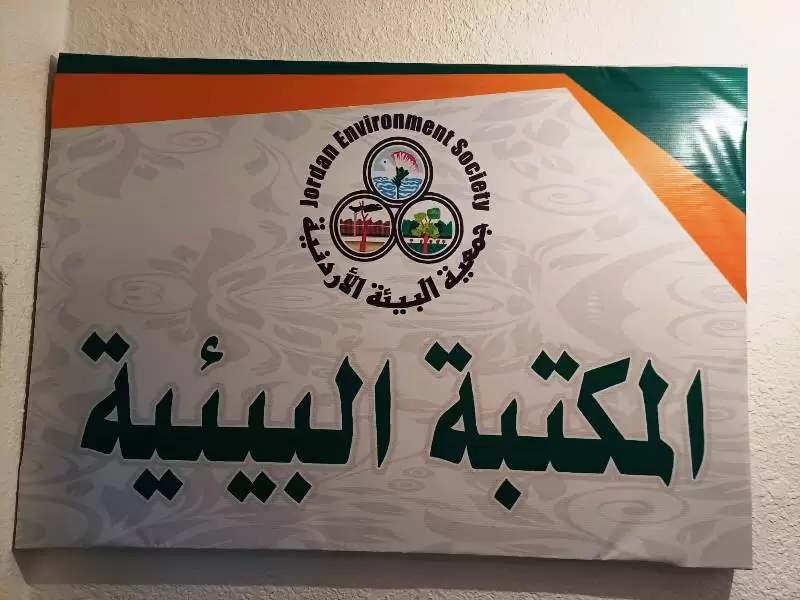 Jordan Environment Society
جمعية البيئة الأردنية
المكتبة البيئية